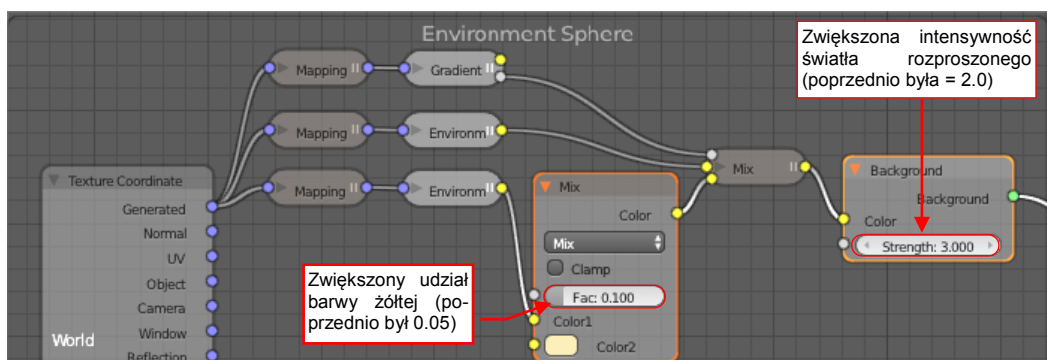 Environment Sphere
Zwiększona intensywność
światła rozproszonego
(poprzednio była = 2.0)
Mapping
Gradient
Mapping
Environm
Mapping
Environm
Mix
Texture Coordinate
Generated
Normal
UV
Object
Camera
Window
Reflection
World
Mix
Color
Mix
Clamp
Fac: 0.100
Color1
Color2
Zwiększony udział
barwy żółtej (po-
przednio był 0.05)
Background
Background
Color
Strength: 3.000